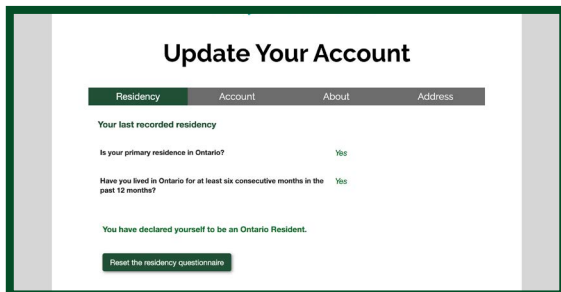 Update Your Account
Residency Account About Address
Your last recorded residency
Is your primary residence in Ontario? Yes
Have you lived in Ontario for at least six consecutive months in the Yes
past 12 months?
You have declared yourself to be an Ontario Resident.
Reset the residency questionnaire